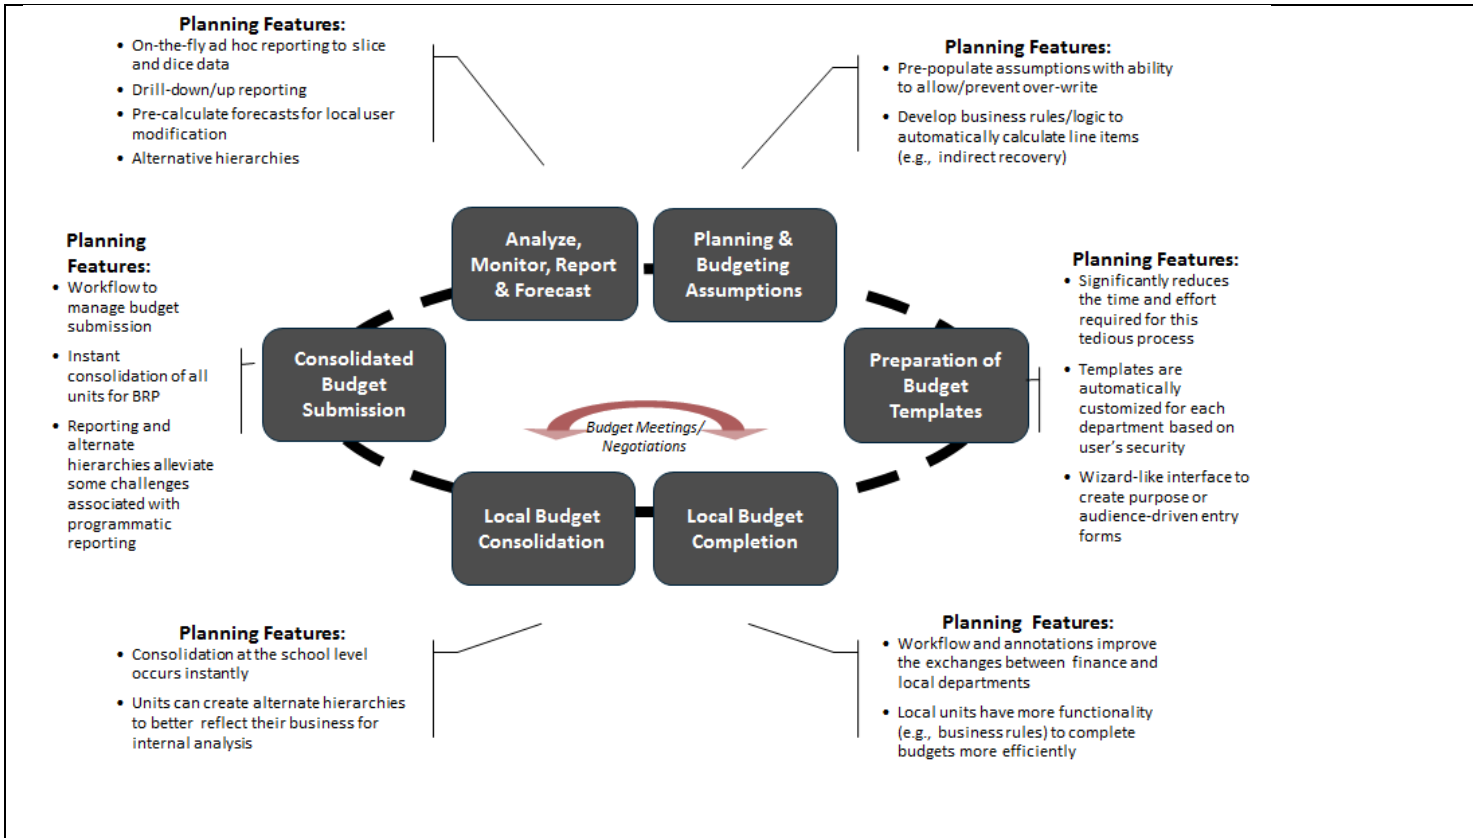 Planning Features:
• On-the-fly ad hoc reporting to slice
and dice data
• Drill-down/up reporting
• Pre-calculate forecasts for local user
modification
• Alternative hierarchies
Planning Features:
• Pre-populate assumptions with ability
to allow/prevent over-write
• Develop business rules/logic to
automatically calculate line items
(e.g., indirect recovery)
Analyze,
Monitor, Report
& Forecast
Planning &
Budgeting
Assumptions
Planning
Features:
• Workflow to
manage budget
submission
• Instant
consolidation of all
units for BRP
• Reporting and
alternate
hierarchies alleviate
some challenges
associated with
programmatic
reporting
Consolidated
Budget
Submission
Preparation of
Budget
Templates
Planning Features:
• Significantly reduces
the time and effort
required for this
tedious process
• Templates are
automatically
customized for each
department based on
user's security
• Wizard-like interface to
create purpose or
audience-driven entry
forms
Budget Meetings/
Negotiations
Local Budget
Consolidation
Local Budget
Completion
Planning Features:
• Consolidation at the school level
occurs instantly
• Units can create alternate hierarchies
to better reflect their business for
internal analysis
Planning Features:
• Workflow and annotations improve
the exchanges between finance and
local departments
• Local units have more functionality
(e.g., business rules) to complete
budgets more efficiently